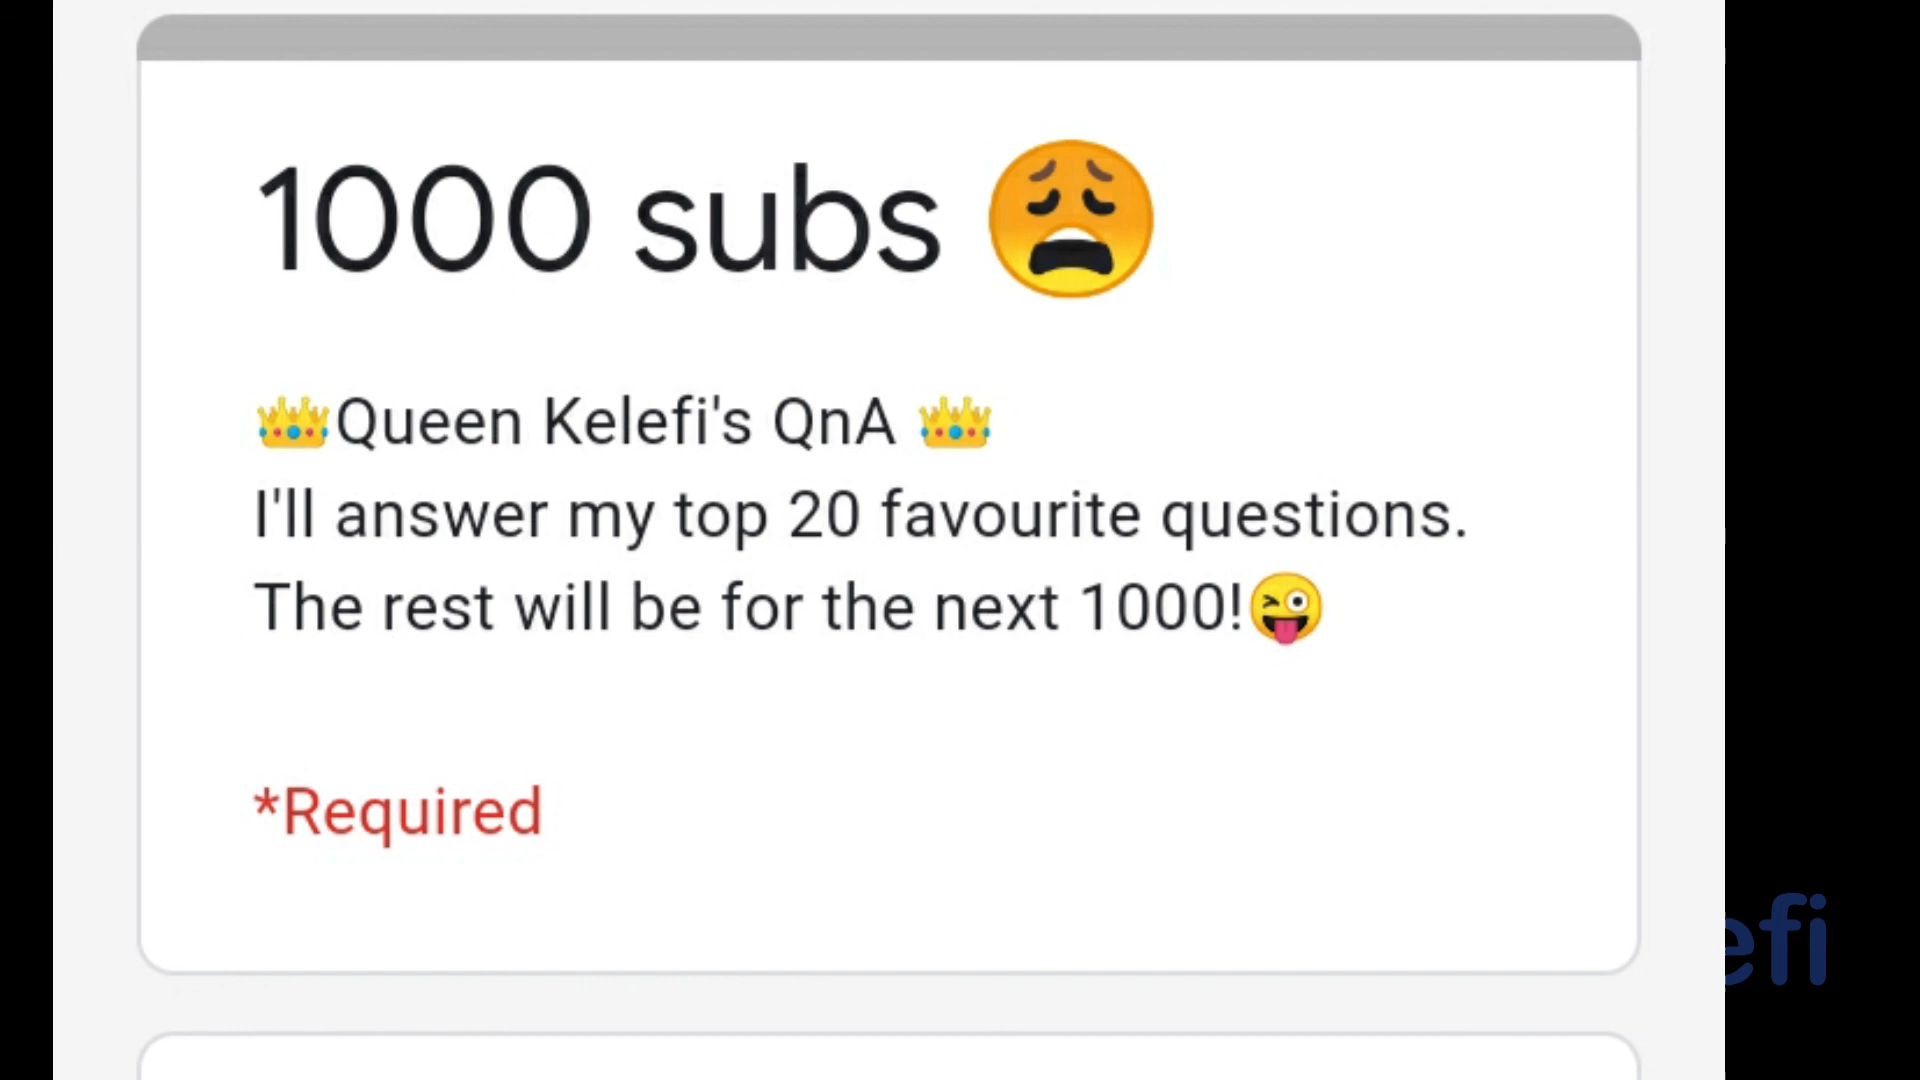 1000 subs 😩
👑Queen Kelefi's QnA 👑
I'll answer my top 20 favourite questions.
The rest will be for the next 1000!😜
*Required
efi